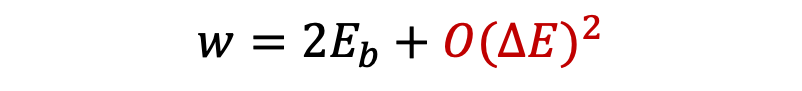 w = 2E_b + O(ΔE)^2